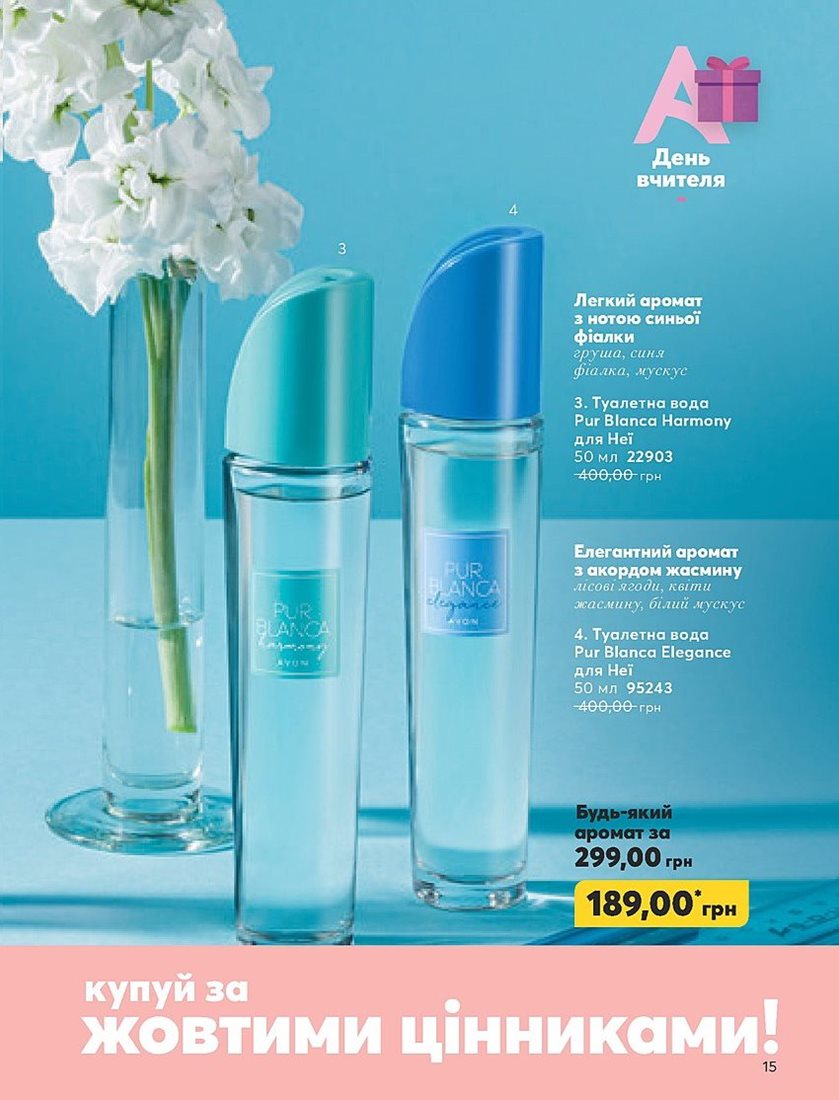 А
День
вчителя
3
4
Легкий аромат
з нотою синьої
фіалки
груша, синя
фіалка, мускус
3. Туалетна вода
Pur Blanca Harmony
для Неї
50 мл 22903
400,00 грн
PUR
BLANCA
harmony
AVON
PUR
BLANCA
elegance
AVON
Елегантний аромат
з акордом жасмину
лісові ягоди, квіти
жасмину, білий мускус
4. Туалетна вода
Pur Blanca Elegance
для Неї
50 мл 95243
400,00 грн
Будь-який
аромат за
299,00 грн
189,00* грн
купуй за
ЖОВТИМИ ЦІННИКАМИ!
15